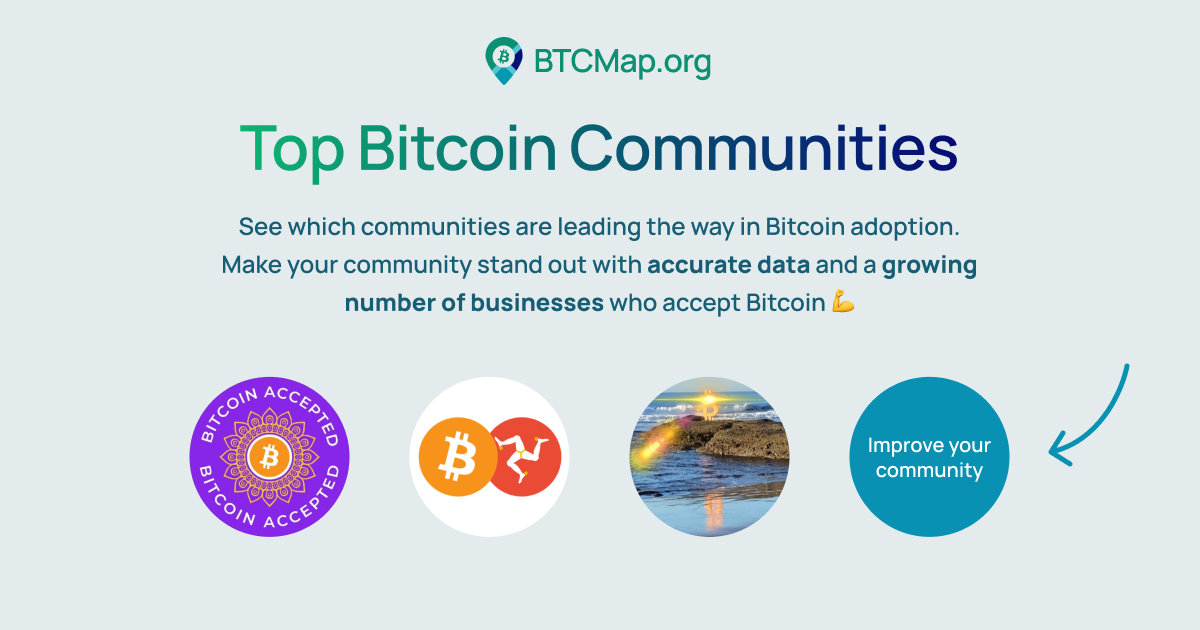 BTCMap.org
Top Bitcoin Communities
See which communities are leading the way in Bitcoin adoption.
Make your community stand out with accurate data and a growing
number of businesses who accept Bitcoin 💪
BITCOIN ACCEPTED
BITCOIN ACCEPTED
Improve your
community